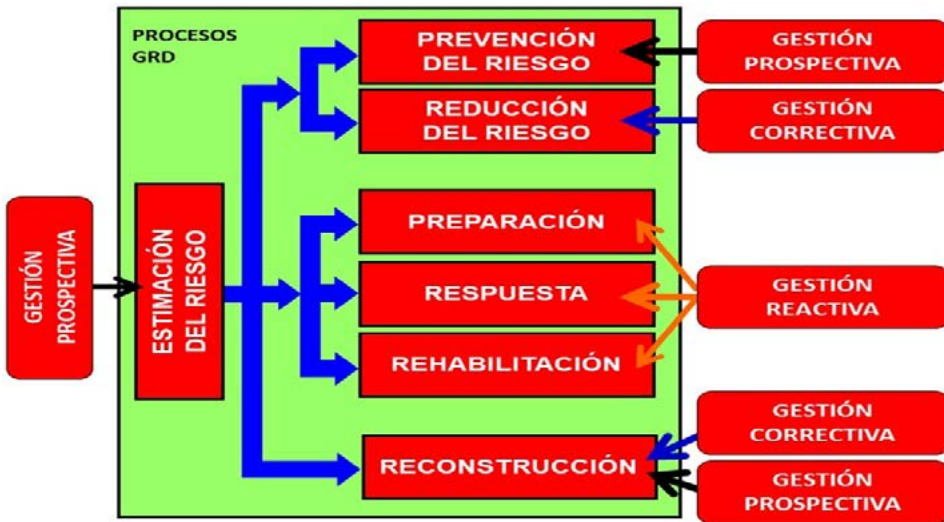 PROCESOS
GRD
GESTIÓN
PROSPECTIVA
ESTIMACIÓN
DEL RIESGO
PREVENCIÓN
DEL RIESGO
REDUCCIÓN
DEL RIESGO
PREPARACIÓN
RESPUESTA
REHABILITACIÓN
RECONSTRUCCIÓN
GESTIÓN
PROSPECTIVA
GESTIÓN
CORRECTIVA
GESTIÓN
REACTIVA
GESTIÓN
CORRECTIVA
GESTIÓN
PROSPECTIVA